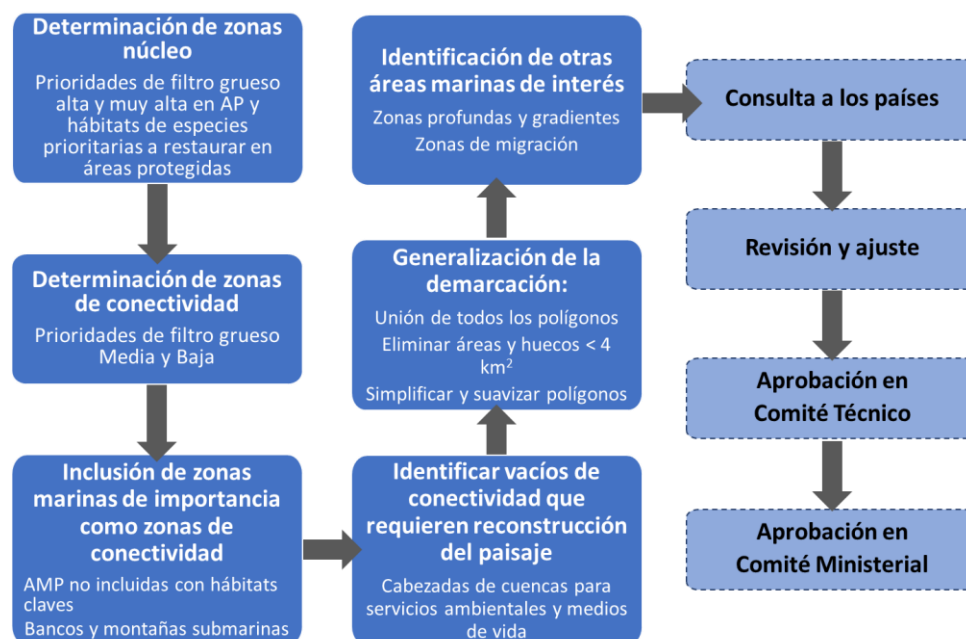 Determinación de zonas
núcleo
Prioridades de filtro grueso
alta y muy alta en AP y
hábitats de especies
prioritarias a restaurar en
áreas protegidas
Determinación de zonas
de conectividad
Prioridades de filtro grueso
Media y Baja
Inclusión de zonas
marinas de importancia
como zonas de
conectividad
AMP no incluidas con hábitats
claves
Bancos y montañas submarinas
Identificar vacíos de
conectividad que
requieren reconstrucción
del paisaje
Cabezadas de cuencas para
servicios ambientales y medios
de vida
Generalización de la
demarcación:
Unión de todos los polígonos
Eliminar áreas y huecos < 4
km²
Simplificar y suavizar polígonos
Identificación de otras
áreas marinas de interés
Zonas profundas y gradientes
Zonas de migración
Consulta a los países
Revisión y ajuste
Aprobación en
Comité Técnico
Aprobación en
Comité Ministerial